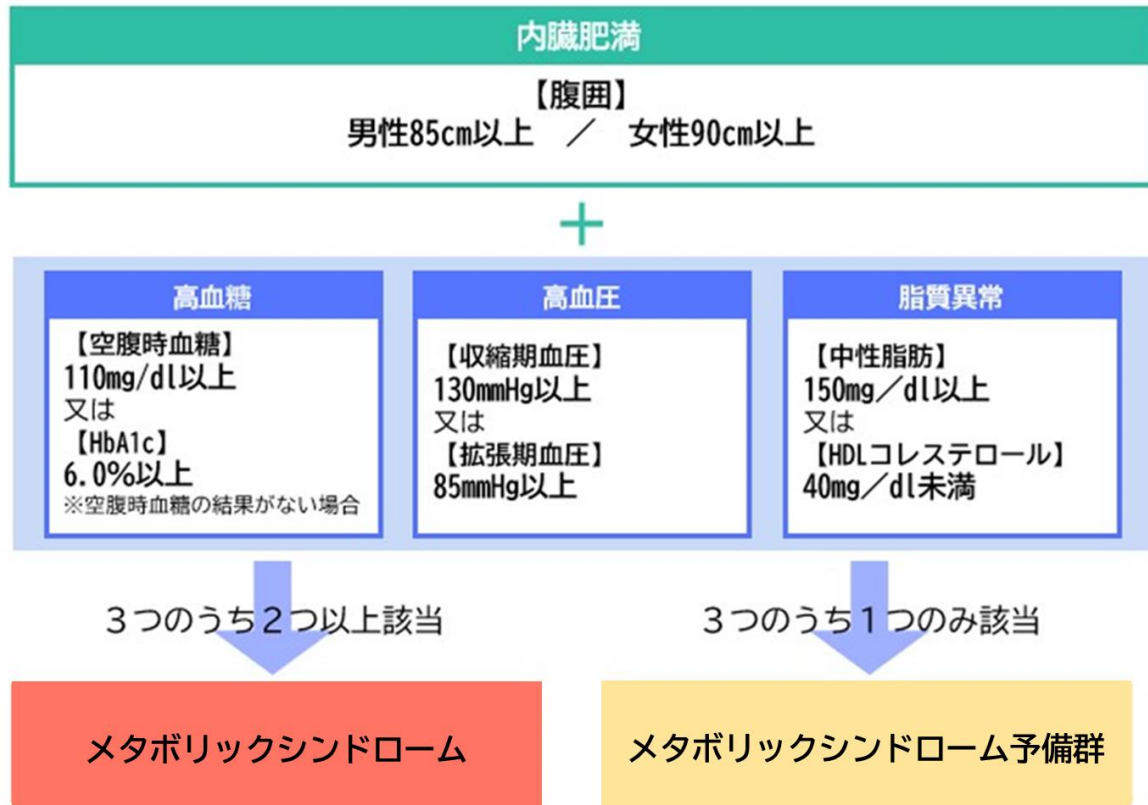 内臓肥満
【腹囲】
男性85cm以上 ／ 女性90cm以上
＋
高血糖
【空腹時血糖】
110mg/dl以上
又は
【HbA1c】
6.0%以上
※空腹時血糖の結果がない場合
高血圧
【収縮期血圧】
130mmHg以上
又は
【拡張期血圧】
85mmHg以上
脂質異常
【中性脂肪】
150mg／dl以上
又は
【HDLコレステロール】
40mg／dl未満
３つのうち２つ以上該当
３つのうち１つのみ該当
メタボリックシンドローム
メタボリックシンドローム予備群